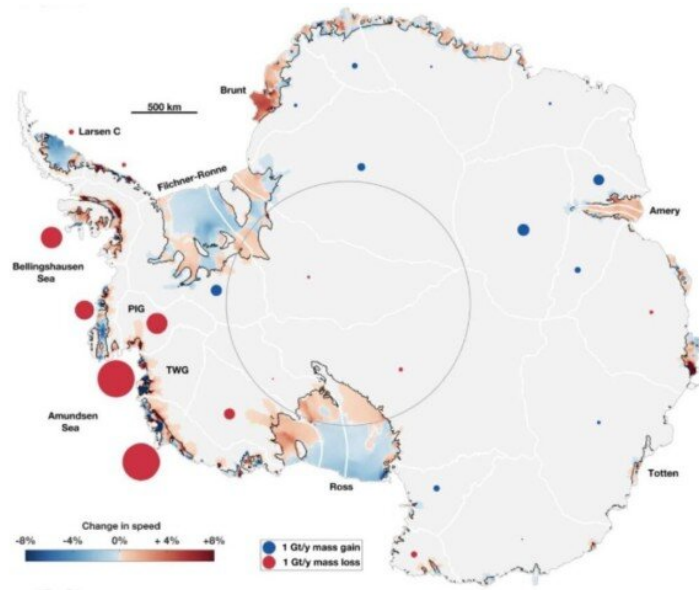 Brunt
500 km
Larsen C
Filchner-Ronne
Amery
Bellingshausen
Sea
PIG
TWG
Amundsen
Sea
Totten
Ross
Change in speed
-8% -4% 0% + 4% +8%
1 Gt/y mass gain
1 Gt/y mass loss